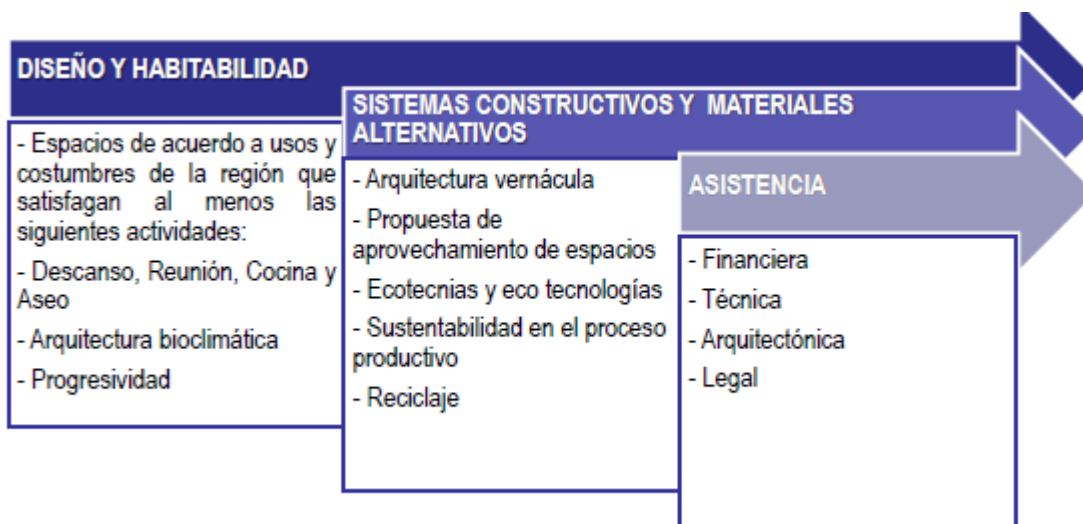 DISEÑO Y HABITABILIDAD
- Espacios de acuerdo a usos y
costumbres de la región que
satisfagan al menos las
siguientes actividades:
- Descanso, Reunión, Cocina y
Aseo
- Arquitectura bioclimática
- Progresividad
SISTEMAS CONSTRUCTIVOS Y MATERIALES
ALTERNATIVOS
- Arquitectura vernácula
- Propuesta de
aprovechamiento de espacios
- Ecotecnias y eco tecnologías
- Sustentabilidad en el proceso
productivo
- Reciclaje
ASISTENCIA
- Financiera
- Técnica
- Arquitectónica
- Legal